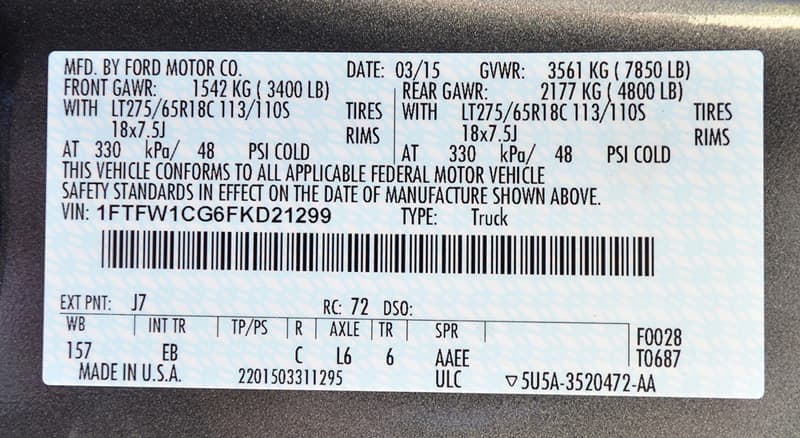 MFD. BY FORD MOTOR CO. DATE: 03/15 GVWR: 3561 KG ( 7850 LB)
FRONT GAWR: 1542 KG ( 3400 LB) REAR GAWR: 2177 KG ( 4800 LB)
WITH LT275/65R18C 113/110S TIRES WITH LT275/65R18C 113/110S TIRES
18x7.5J RIMS 18x7.5J RIMS
AT 330 kPa/ 48 PSI COLD AT 330 kPa/ 48 PSI COLD
THIS VEHICLE CONFORMS TO ALL APPLICABLE FEDERAL MOTOR VEHICLE
SAFETY STANDARDS IN EFFECT ON THE DATE OF MANUFACTURE SHOWN ABOVE.
VIN: 1FTFW1CG6FKD21299 TYPE: Truck
EXT PNT: J7 RC: 72 DSO:
WB INT TR TP/PS R AXLE TR SPR F0028
157 EB C L6 6 AAEE T0687
MADE IN U.S.A. 2201503311295 ULC ▽5U5A-3520472-AA